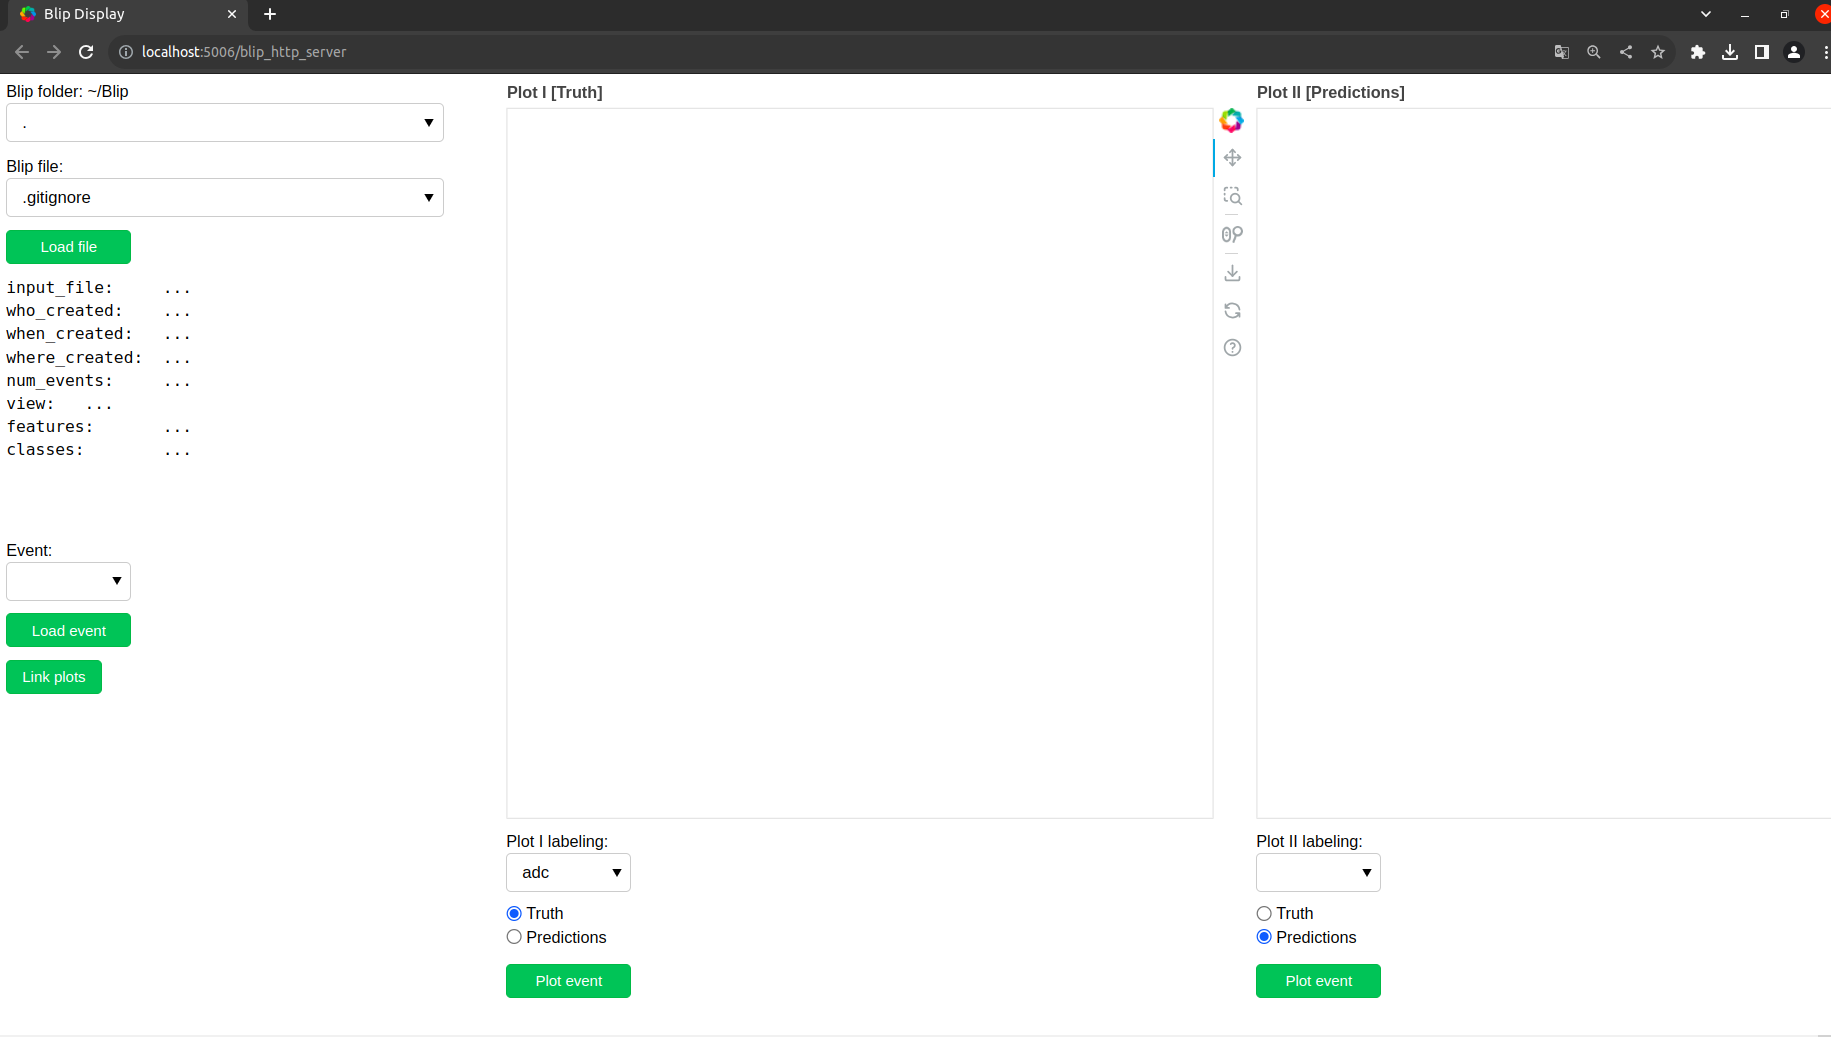 Blip Display
localhost:5006/blip_http_server
Blip folder: ~/Blip
.
Blip file:
.gitignore
Load file
input_file: ...
who_created: ...
when_created: ...
where_created: ...
num_events: ...
view: ...
features: ...
classes: ...
Event:
Load event
Link plots
Plot I [Truth]
Plot I labeling:
adc
Truth
Predictions
Plot event
Plot II [Predictions]
Plot II labeling:
Truth
Predictions
Plot event